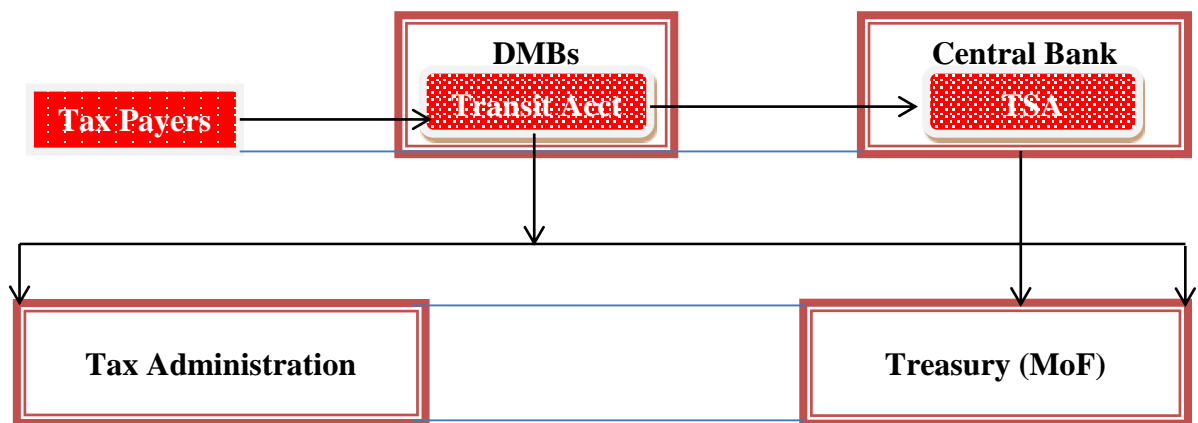 DMBs
Central Bank
Tax Payers
Transit Acct
TSA
Tax Administration
Treasury (MoF)